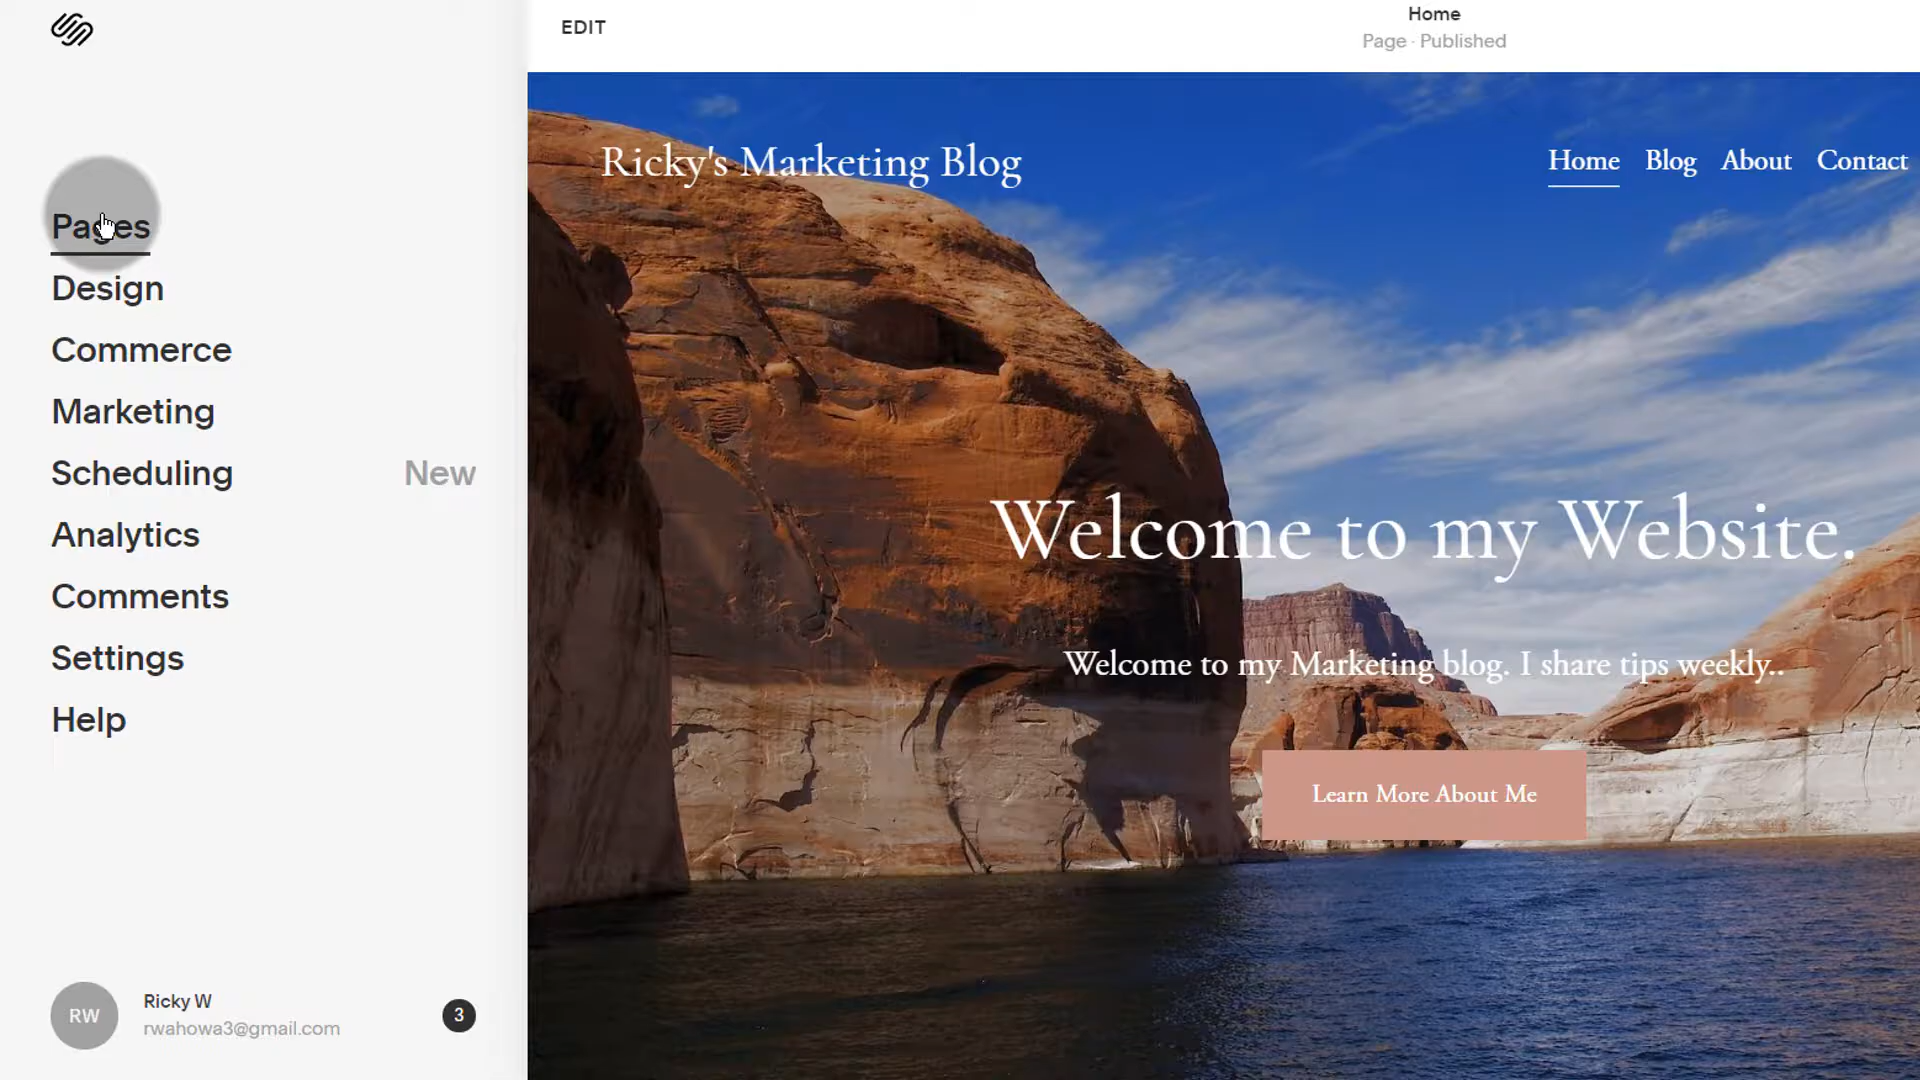 EDIT
Home
Page · Published
Pages
Design
Commerce
Marketing
Scheduling New
Analytics
Comments
Settings
Help
RW
Ricky W
rwahowa3@gmail.com
3
Ricky's Marketing Blog
Home Blog About Contact
Welcome to my Website.
Welcome to my Marketing blog. I share tips weekly..
Learn More About Me